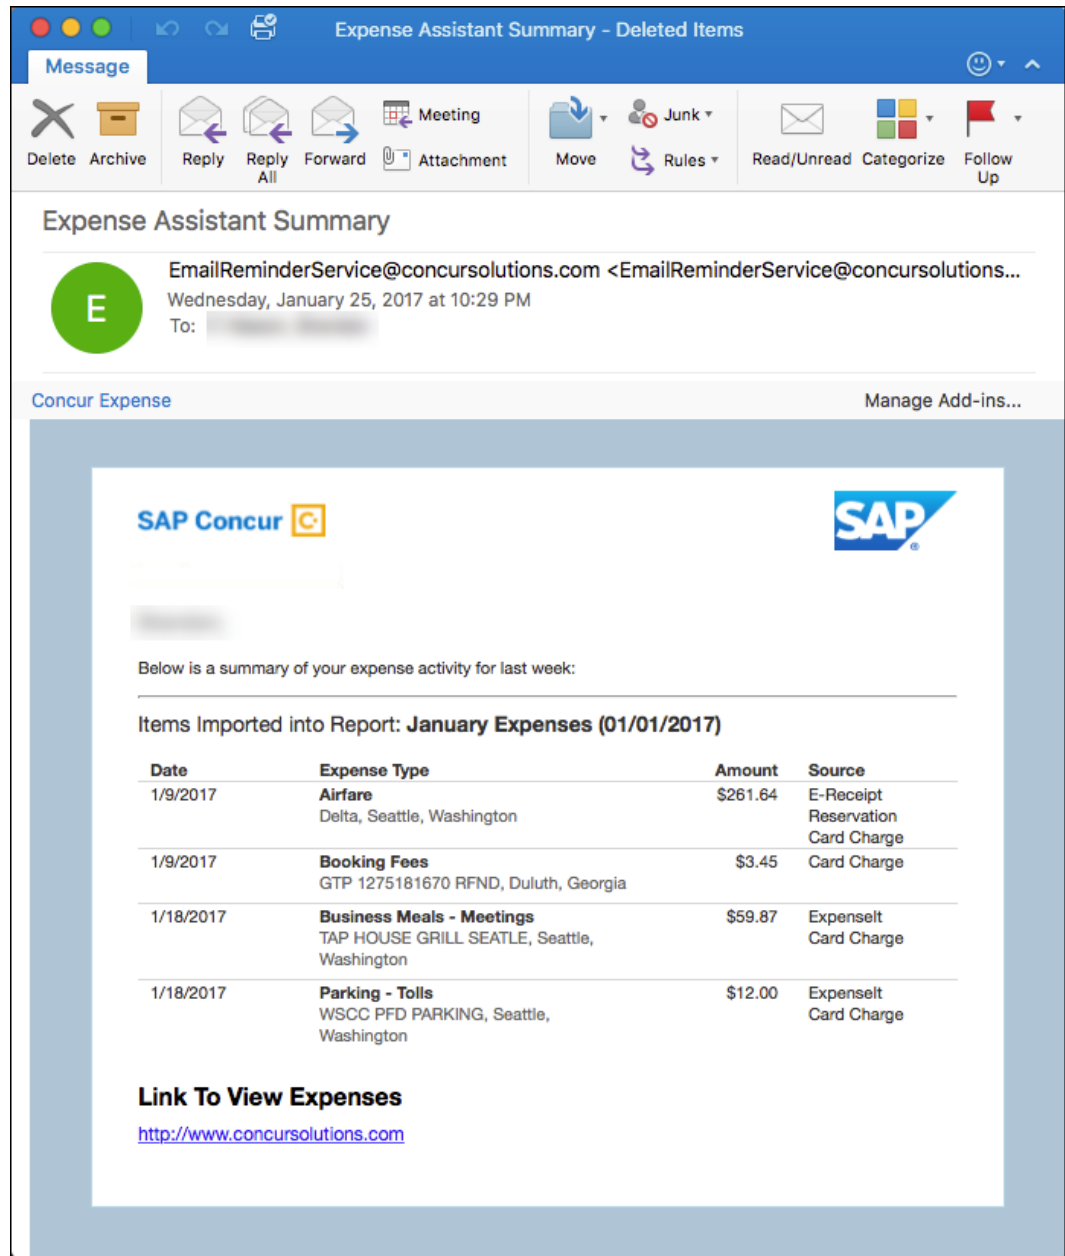 Expense Assistant Summary - Deleted Items
Message
Delete
Archive
Reply
Reply All
Forward
Meeting
Attachment
Move
Junk
Rules
Read/Unread
Categorize
Follow Up
Expense Assistant Summary
E
EmailReminderService@concursolutions.com <EmailReminderService@concursolutions...
Wednesday, January 25, 2017 at 10:29 PM
To:
Concur Expense
Manage Add-ins...
SAP Concur C
SAP
Below is a summary of your expense activity for last week:
Items Imported into Report: January Expenses (01/01/2017)
Date Expense Type Amount Source
1/9/2017 Airfare $261.64 E-Receipt
Delta, Seattle, Washington Reservation
Card Charge
1/9/2017 Booking Fees $3.45 Card Charge
GTP 1275181670 RFND, Duluth, Georgia
1/18/2017 Business Meals - Meetings $59.87 ExpenseIt
TAP HOUSE GRILL SEATLE, Seattle, Card Charge
Washington
1/18/2017 Parking - Tolls $12.00 ExpenseIt
WSCC PFD PARKING, Seattle, Card Charge
Washington
Link To View Expenses
http://www.concursolutions.com